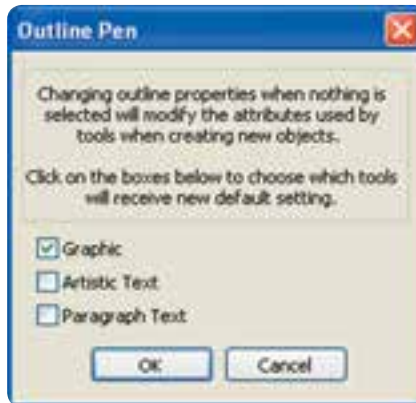 Outline Pen
Changing outline properties when nothing is
selected will modify the attributes used by
tools when creating new objects.
Click on the boxes below to choose which tools
will receive new default setting.
Graphic
Artistic Text
Paragraph Text
OK Cancel